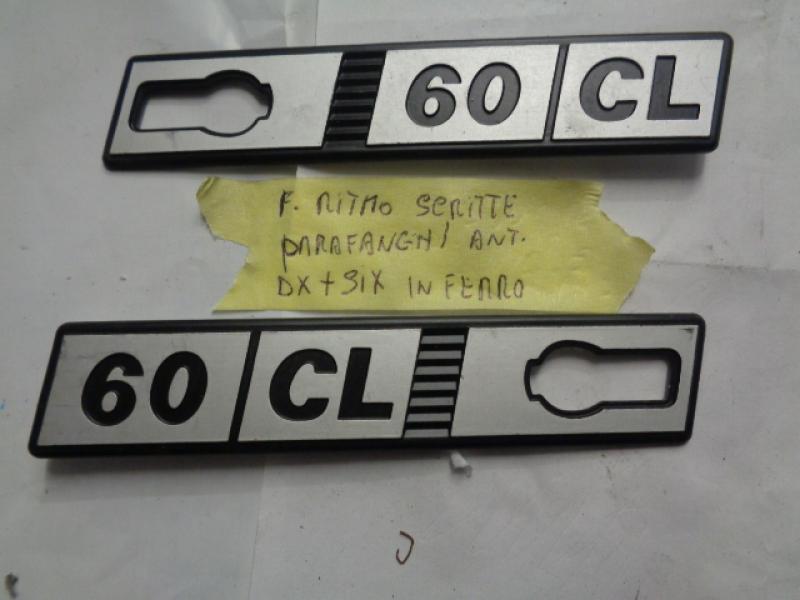 60 CL
F. RITMO SCRITTE
PARAFANGHI ANT.
DX + SIX IN FERRO
60 CL